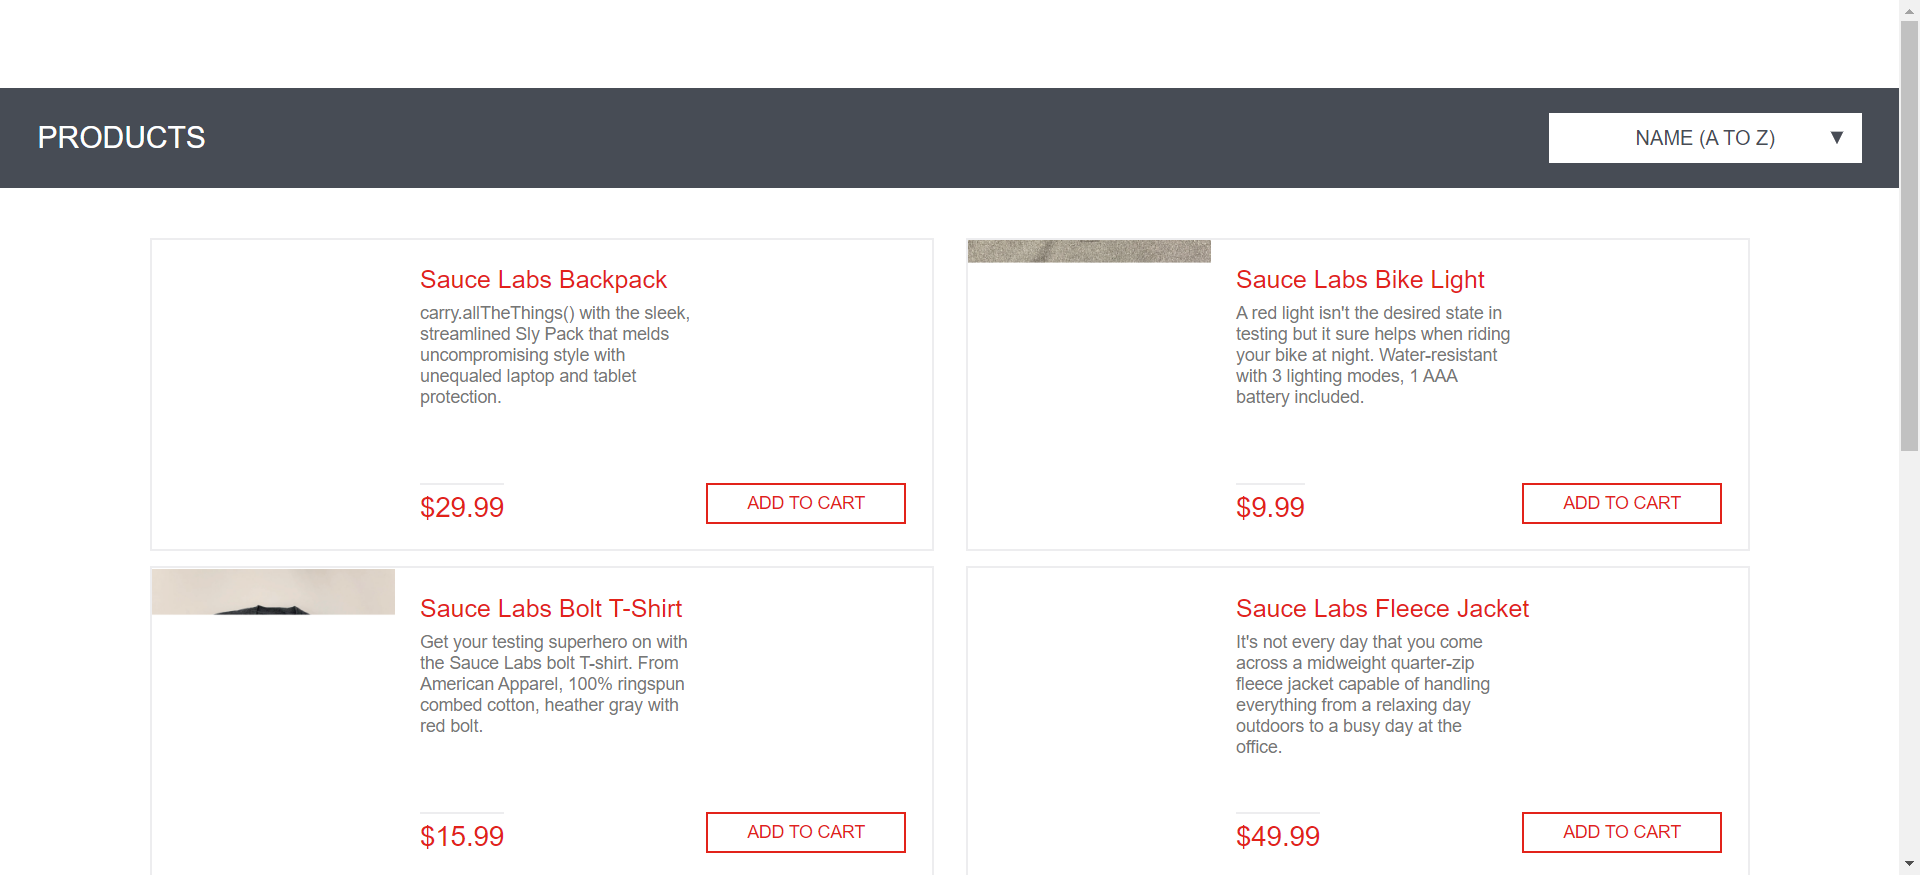 PRODUCTS
NAME (A TO Z)
Sauce Labs Backpack
carry.allTheThings() with the sleek,
streamlined Sly Pack that melds
uncompromising style with
unequaled laptop and tablet
protection.
$29.99
ADD TO CART
Sauce Labs Bike Light
A red light isn't the desired state in
testing but it sure helps when riding
your bike at night. Water-resistant
with 3 lighting modes, 1 AAA
battery included.
$9.99
ADD TO CART
Sauce Labs Bolt T-Shirt
Get your testing superhero on with
the Sauce Labs bolt T-shirt. From
American Apparel, 100% ringspun
combed cotton, heather gray with
red bolt.
$15.99
ADD TO CART
Sauce Labs Fleece Jacket
It's not every day that you come
across a midweight quarter-zip
fleece jacket capable of handling
everything from a relaxing day
outdoors to a busy day at the
office.
$49.99
ADD TO CART